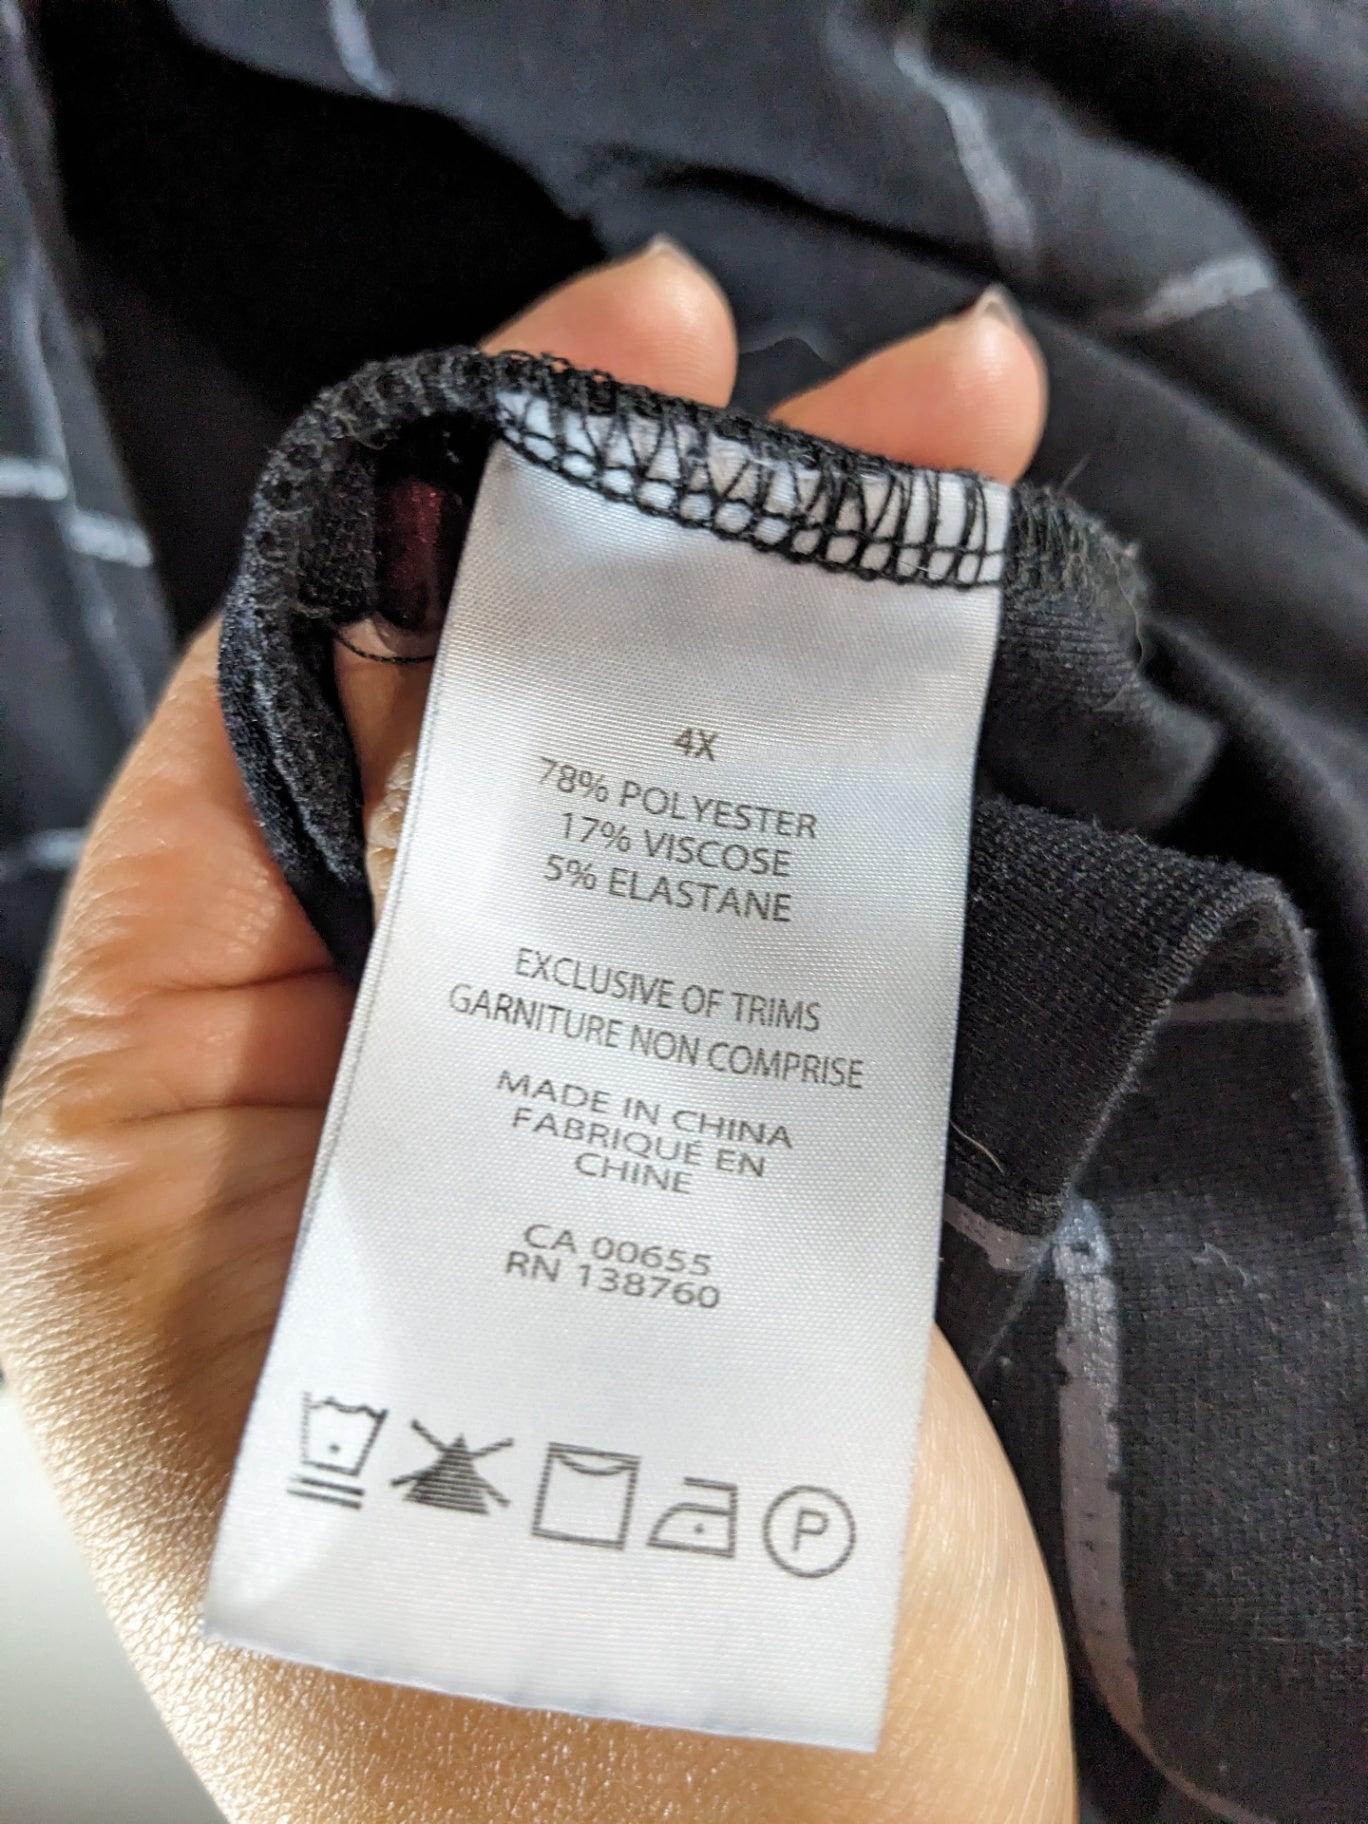 4X
78% POLYESTER
17% VISCOSE
5% ELASTANE
EXCLUSIVE OF TRIMS
GARNITURE NON COMPRISE
MADE IN CHINA
FABRIQUÉ EN
CHINE
CA 00655
RN 138760
P